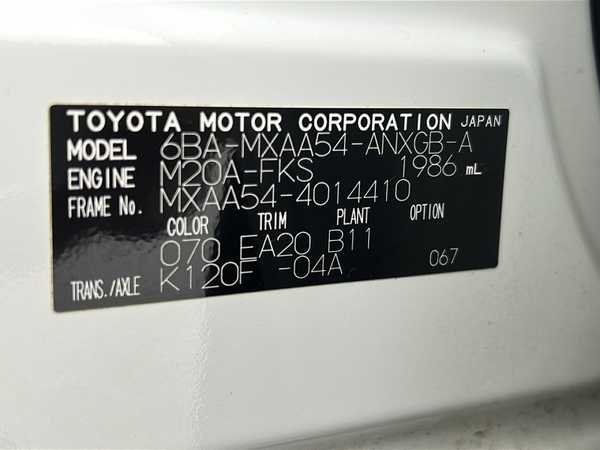 TOYOTA MOTOR CORPORATION JAPAN
MODEL 6BA-MXAA54-ANXGB-A
ENGINE M20A-FKS 1986 mL
FRAME No. MXAA54-4014410
COLOR TRIM PLANT OPTION
070 EA20 B11
TRANS./AXLE K120F -04A 067